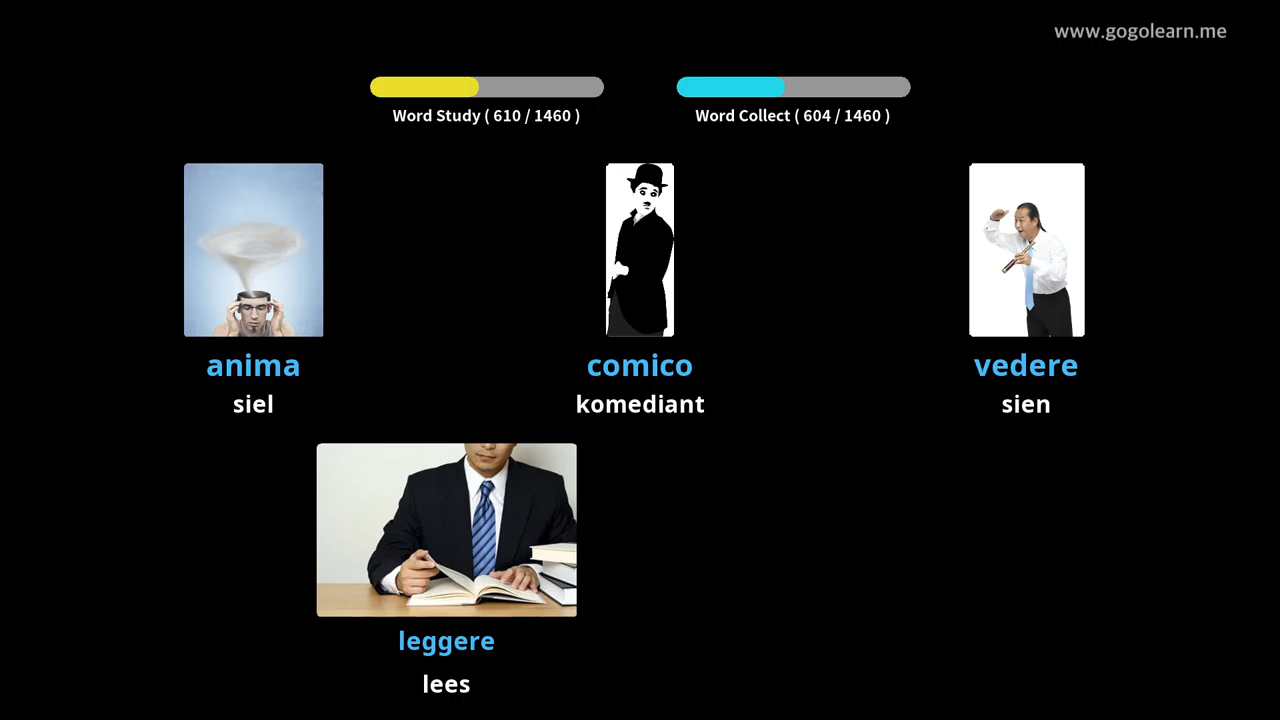 www.gogolearn.me
Word Study ( 610 / 1460 )
Word Collect ( 604 / 1460 )
anima
siel
comico
komediant
vedere
sien
leggere
lees